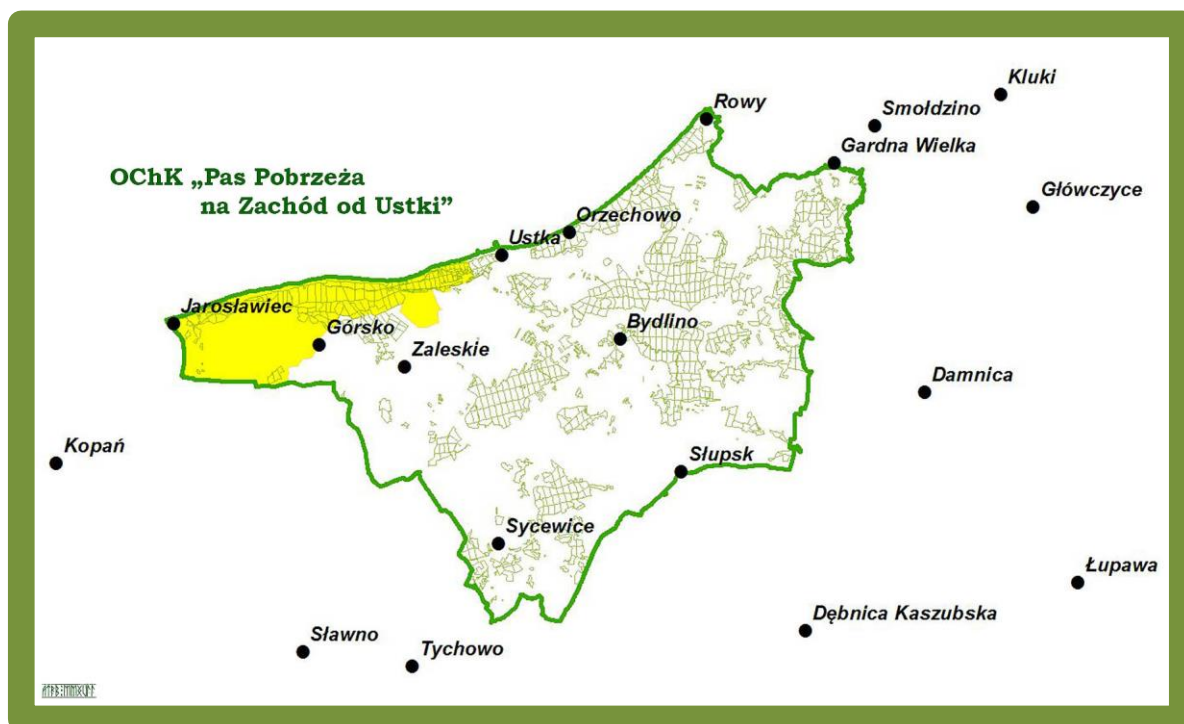 Kluki
Rowy
Smołdzino
Gardna Wielka
OChK „Pas Pobrzeża
na Zachód od Ustki”
Główczyce
Orzechowo
Ustka
Jarosławiec
Górsko
Bydlino
Zaleskie
Damnica
Kopań
Słupsk
Sycewice
Łupawa
Dębnica Kaszubska
Sławno
Tychowo